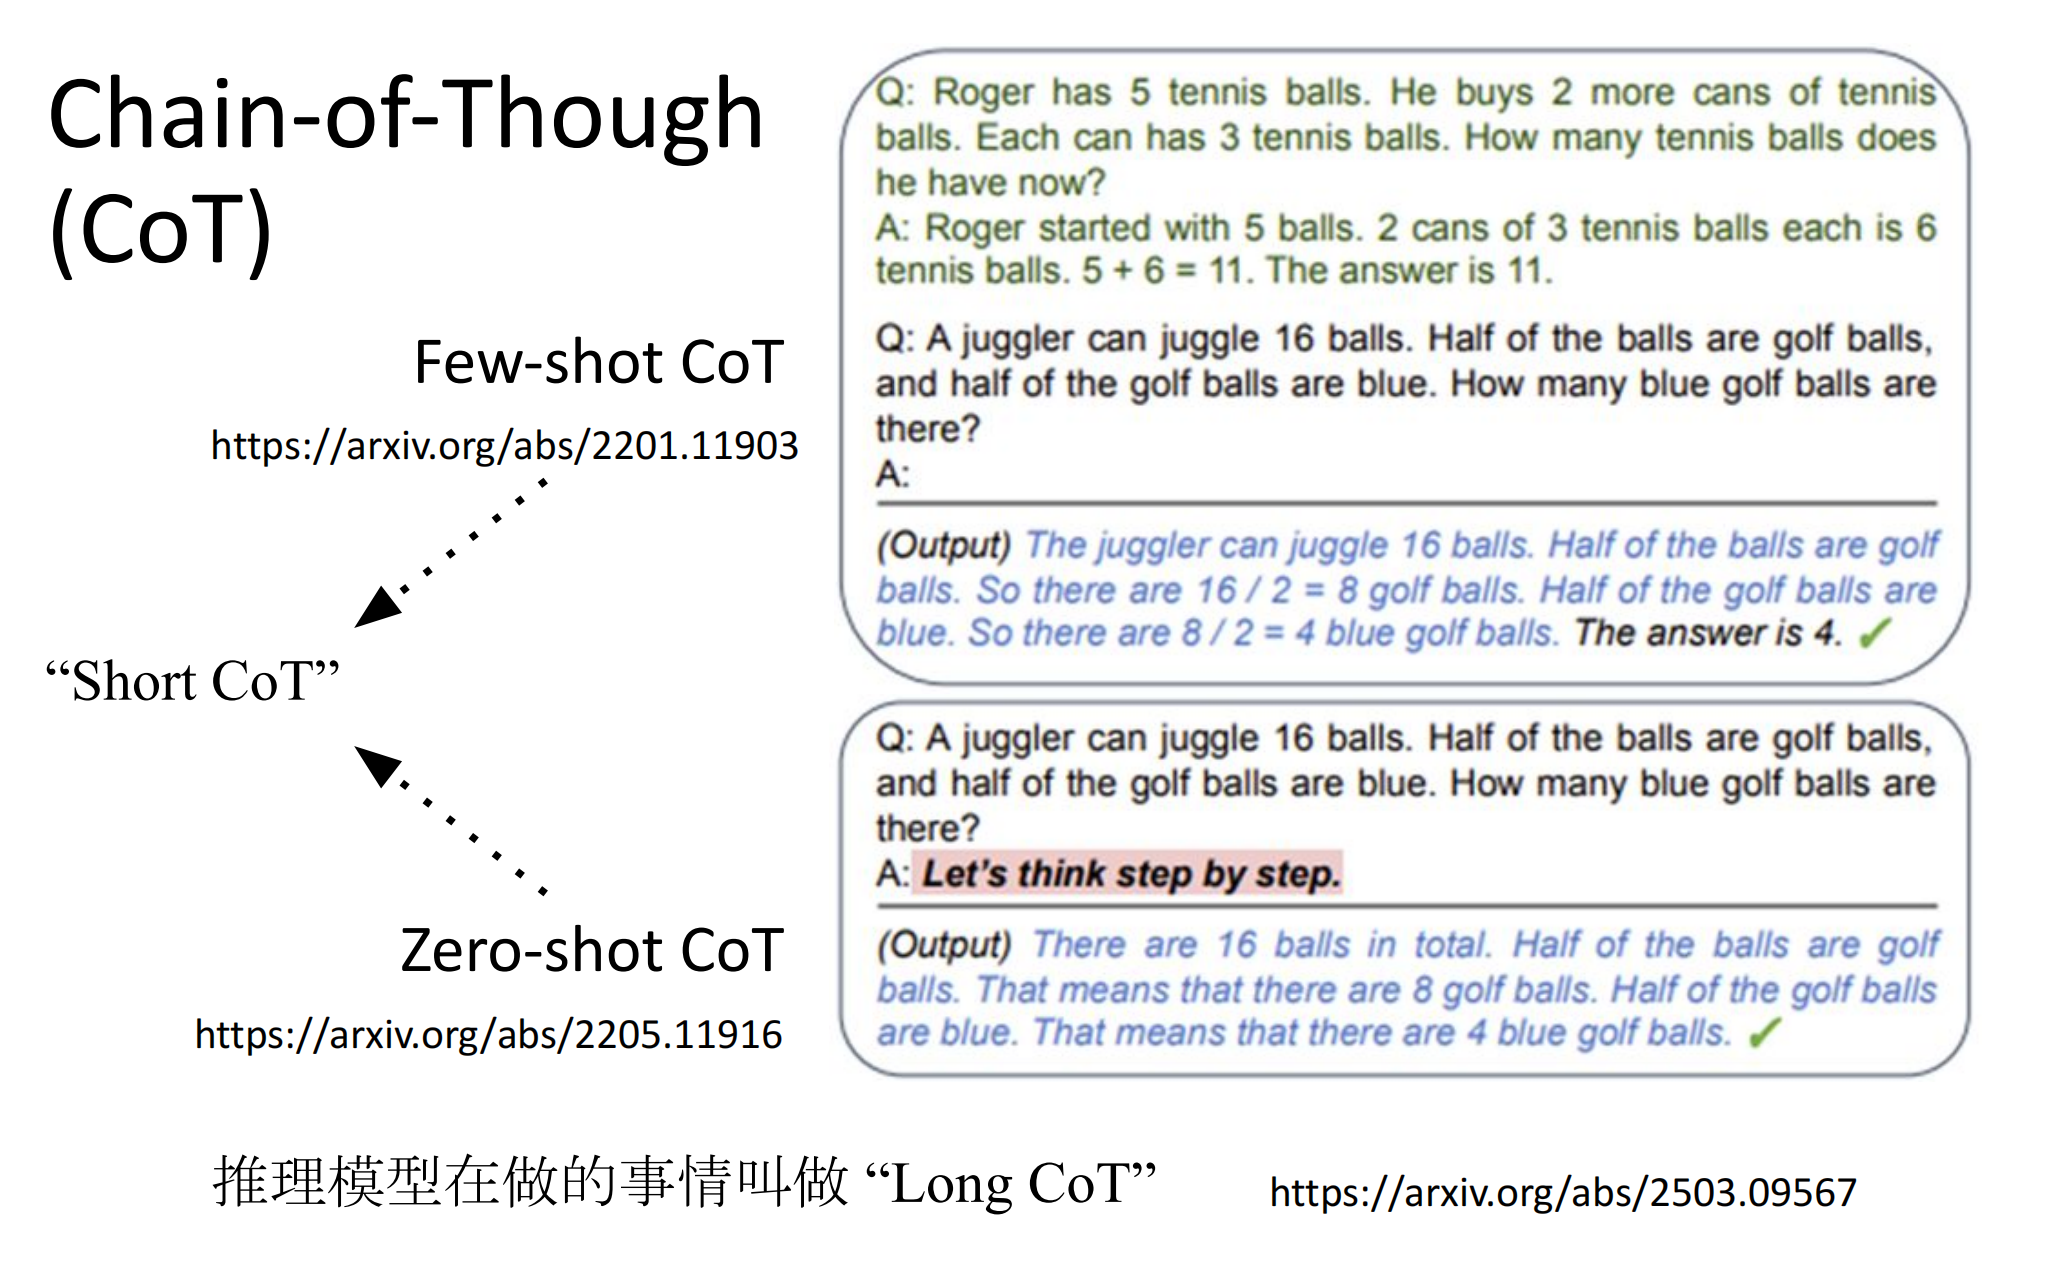 Chain-of-Though
(CoT)
Few-shot CoT
https://arxiv.org/abs/2201.11903
“Short CoT”
Zero-shot CoT
https://arxiv.org/abs/2205.11916
Q: Roger has 5 tennis balls. He buys 2 more cans of tennis
balls. Each can has 3 tennis balls. How many tennis balls does
he have now?
A: Roger started with 5 balls. 2 cans of 3 tennis balls each is 6
tennis balls. 5 + 6 = 11. The answer is 11.
Q: A juggler can juggle 16 balls. Half of the balls are golf balls,
and half of the golf balls are blue. How many blue golf balls are
there?
A:
(Output) The juggler can juggle 16 balls. Half of the balls are golf
balls. So there are 16 / 2 = 8 golf balls. Half of the golf balls are
blue. So there are 8 / 2 = 4 blue golf balls. The answer is 4. ✓
Q: A juggler can juggle 16 balls. Half of the balls are golf balls,
and half of the golf balls are blue. How many blue golf balls are
there?
A: Let’s think step by step.
(Output) There are 16 balls in total. Half of the balls are golf
balls. That means that there are 8 golf balls. Half of the golf balls
are blue. That means that there are 4 blue golf balls. ✓
推理模型在做的事情叫做 “Long CoT”
https://arxiv.org/abs/2503.09567